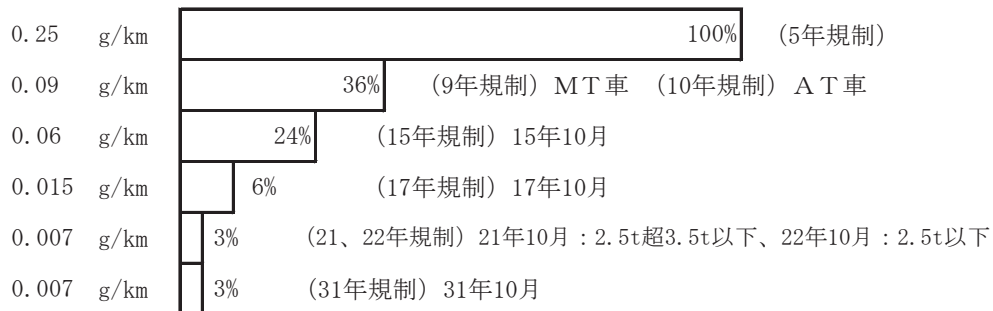 0.25 g/km 100% (5年規制)
0.09 g/km 36% (9年規制) MT車 (10年規制) AT車
0.06 g/km 24% (15年規制) 15年10月
0.015 g/km 6% (17年規制) 17年10月
0.007 g/km 3% (21、22年規制) 21年10月:2.5t超3.5t以下、22年10月:2.5t以下
0.007 g/km 3% (31年規制) 31年10月